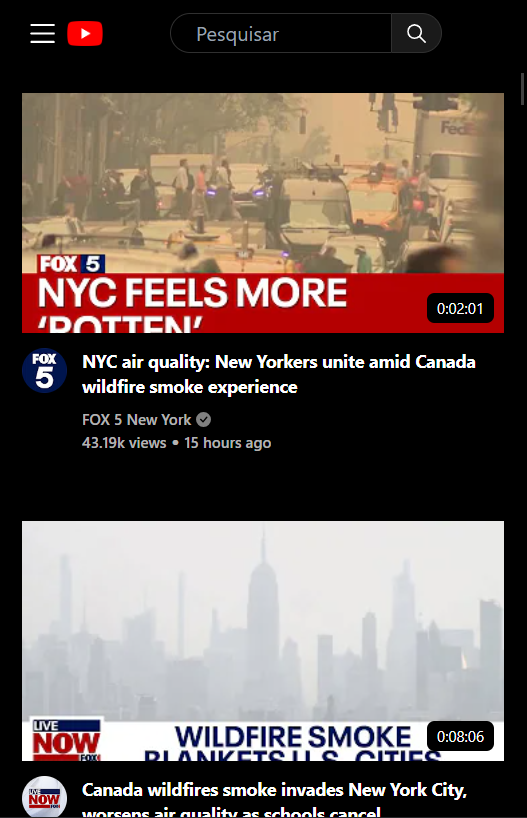 Pesquisar
FedEx
FOX 5
NYC FEELS MORE
'ROTTEN'
0:02:01
FOX 5
NYC air quality: New Yorkers unite amid Canada
wildfire smoke experience
FOX 5 New York
43.19k views • 15 hours ago
LIVE
NOW
FOX
WILDFIRE SMOKE
BLANKETS U.S. CITIES
0:08:06
LIVE
NOW
Canada wildfires smoke invades New York City,
worsens air quality as schools cancel